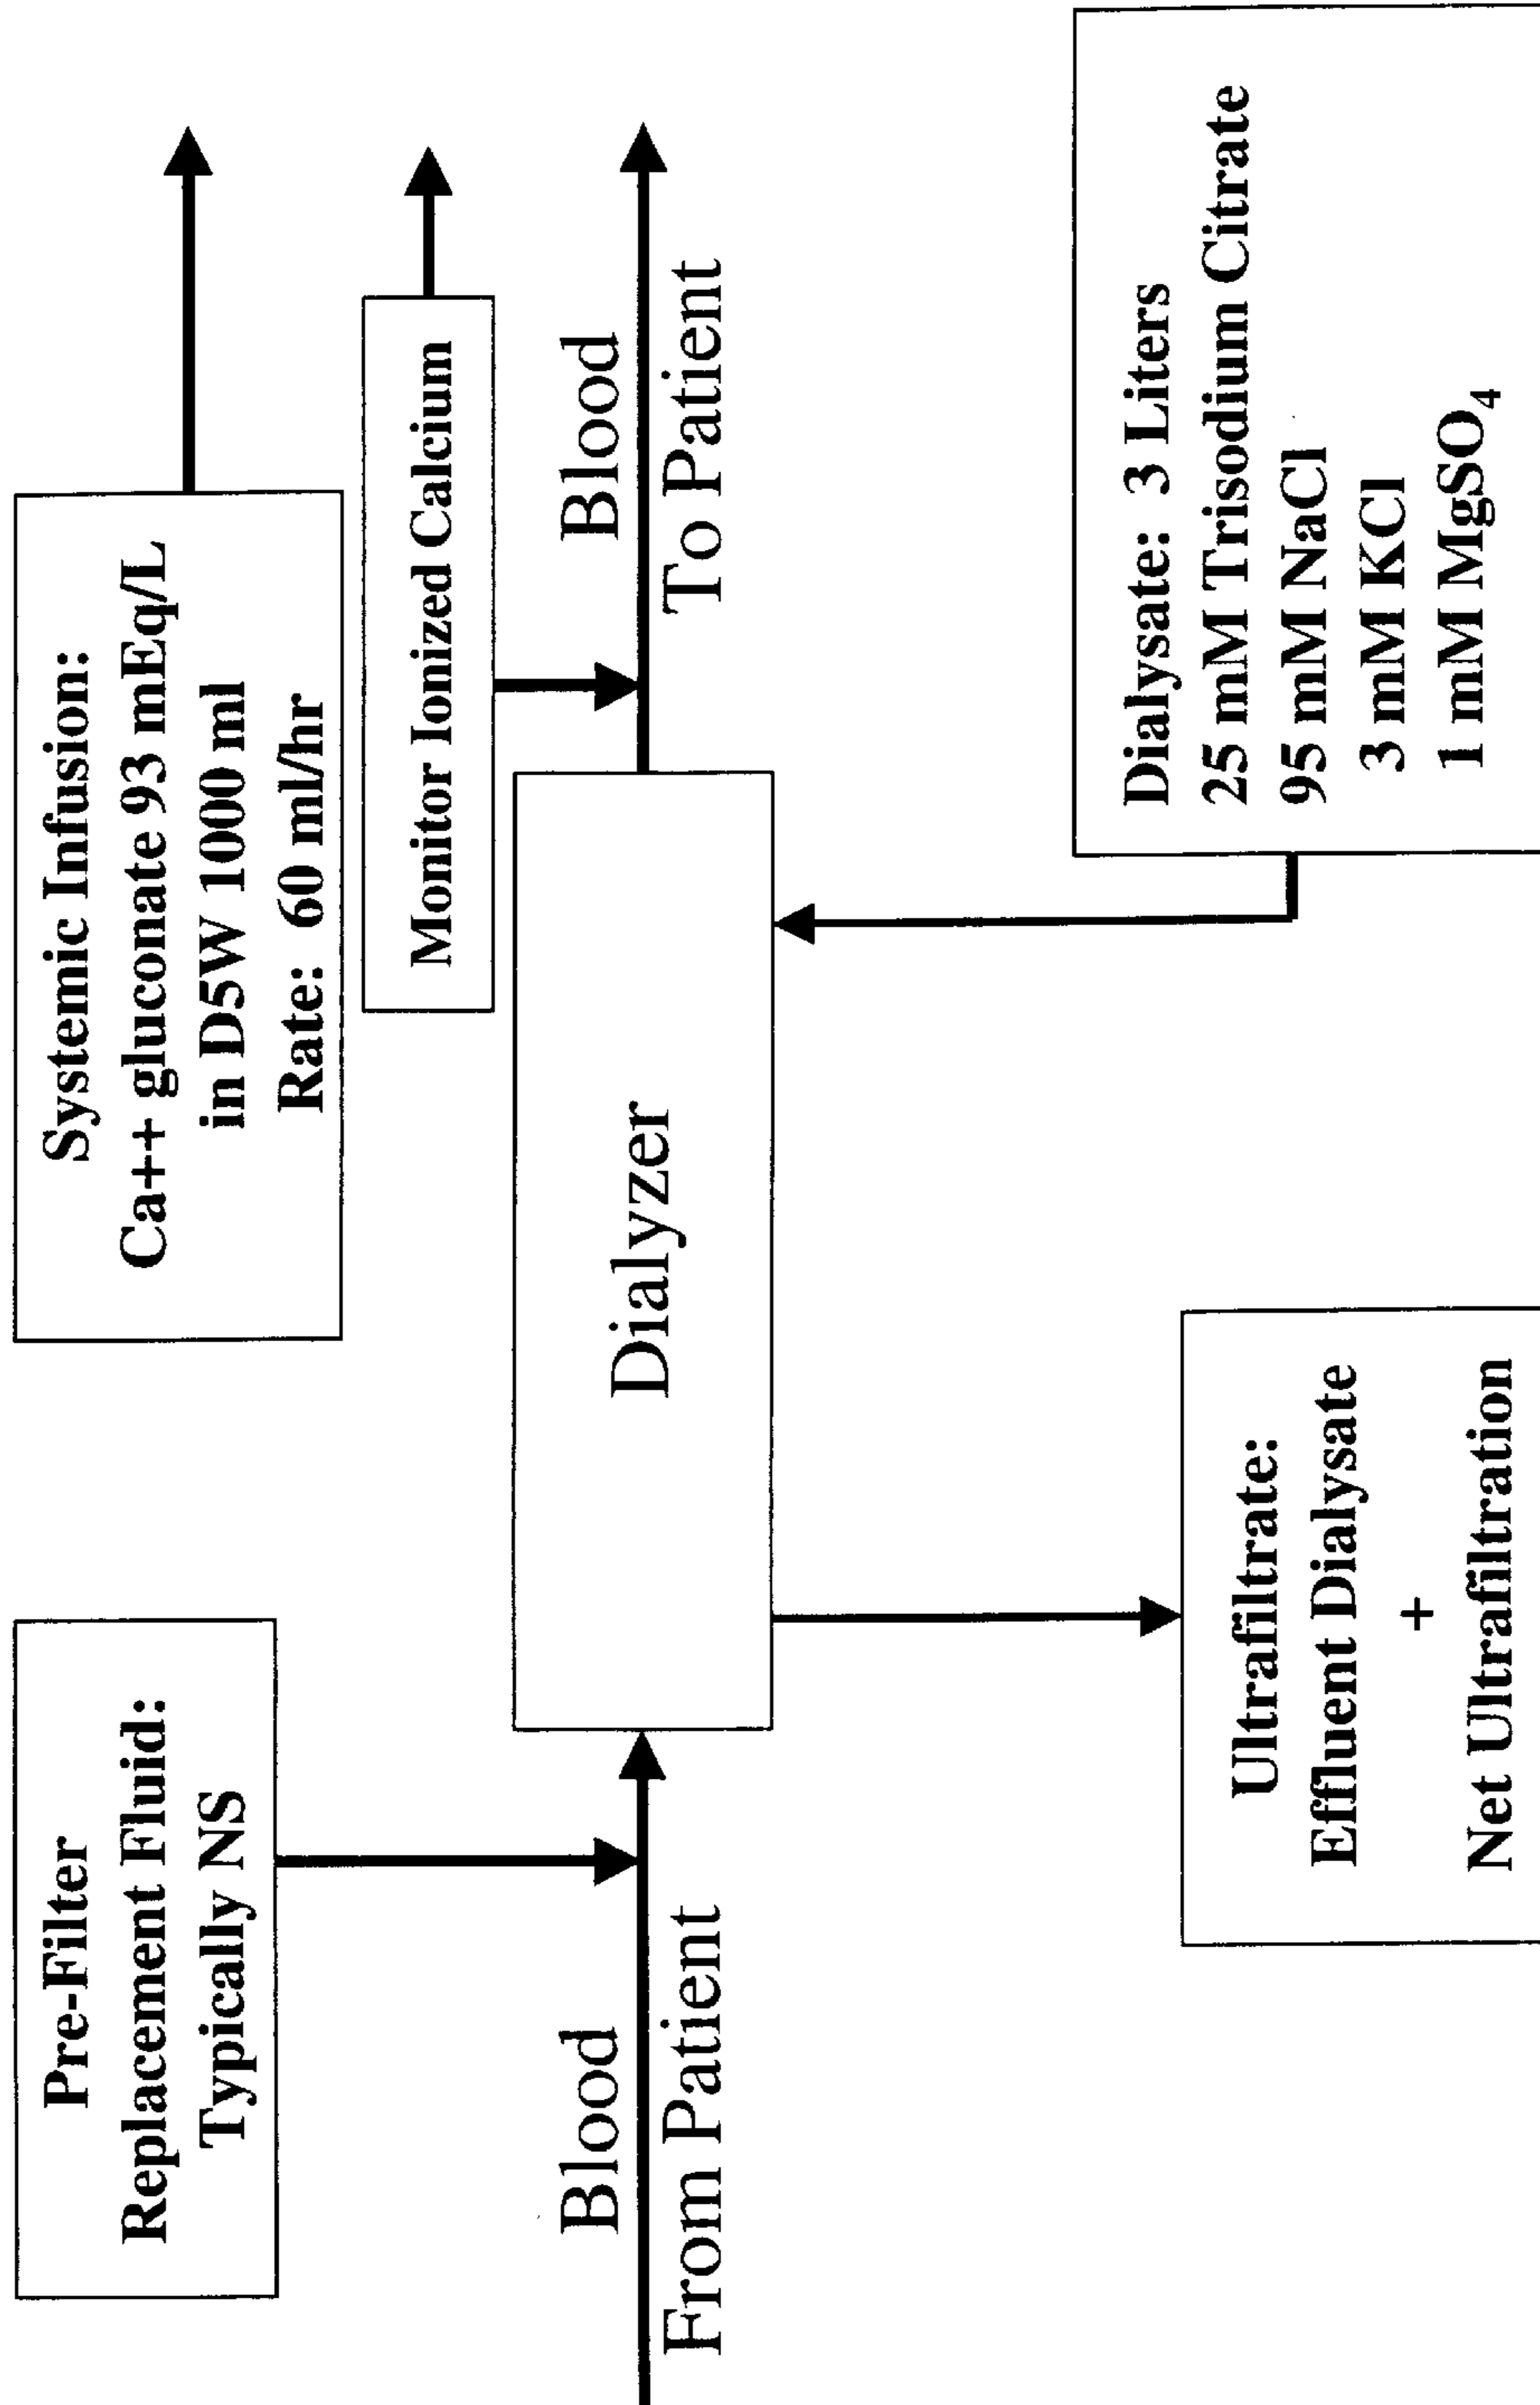 Pre-Filter
Replacement Fluid:
Typically NS
Systemic Infusion:
Ca++ gluconate 93 mEq/L
in D5W 1000 ml
Rate: 60 ml/hr
Monitor Ionized Calcium
Blood
From Patient
Dialyzer
Blood
To Patient
Ultrafiltrate:
Effluent Dialysate
+
Net Ultrafiltration
Dialysate: 3 Liters
25 mM Trisodium Citrate
95 mM NaCl
3 mM KCl
1 mM MgSO₄